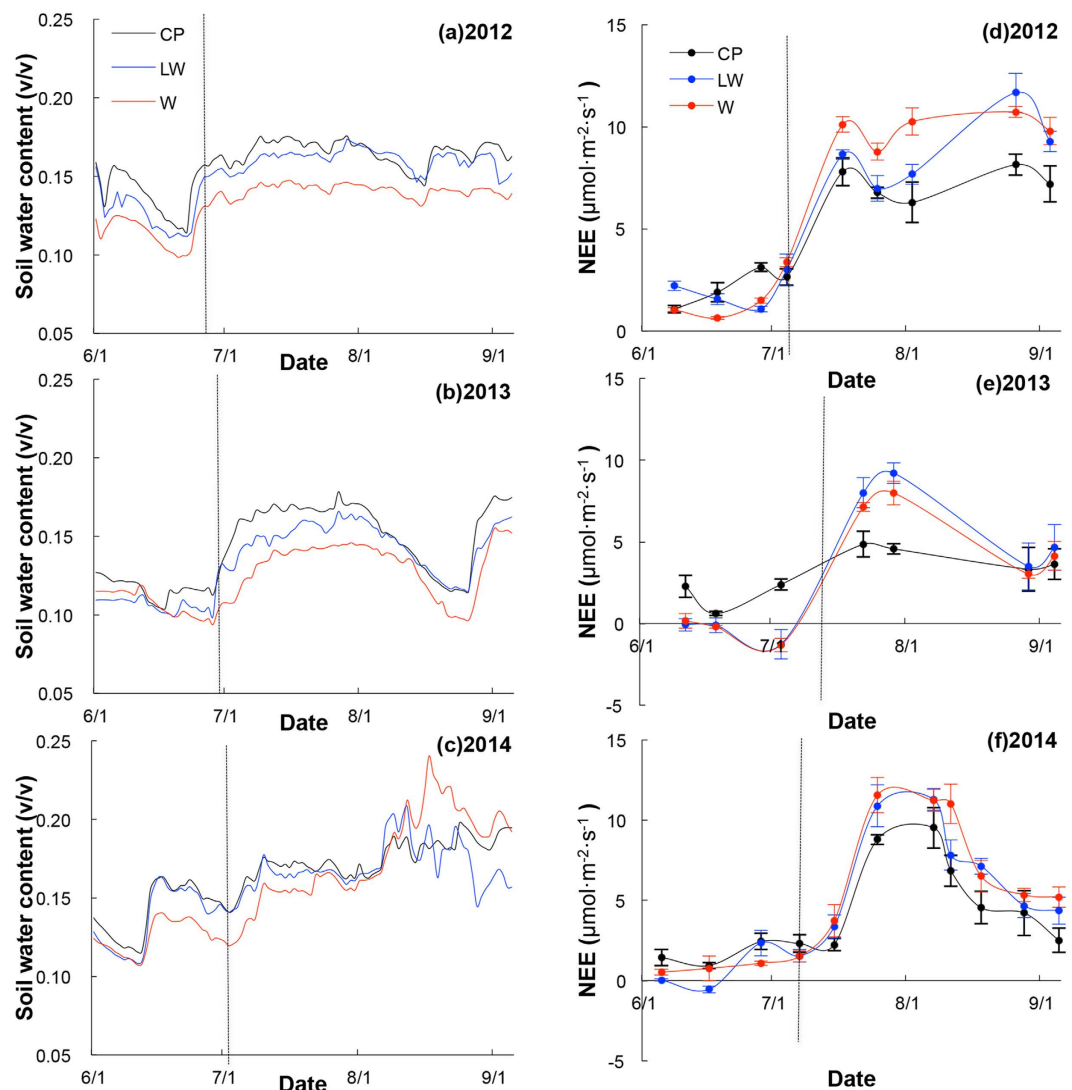 (a)2012
Soil water content (v/v)
0.25
0.20
0.15
0.10
0.05
CP
LW
W
6/1
7/1
8/1
9/1
Date
(d)2012
NEE (μmol·m⁻²·s⁻¹)
15
10
5
0
CP
LW
W
6/1
7/1
8/1
9/1
Date
(b)2013
Soil water content (v/v)
0.25
0.20
0.15
0.10
0.05
6/1
7/1
8/1
9/1
Date
(e)2013
NEE (μmol·m⁻²·s⁻¹)
15
10
5
0
-5
6/1
7/1
8/1
9/1
Date
(c)2014
Soil water content (v/v)
0.25
0.20
0.15
0.10
0.05
6/1
7/1
8/1
9/1
Date
(f)2014
NEE (μmol·m⁻²·s⁻¹)
15
10
5
0
-5
6/1
7/1
8/1
9/1
Date